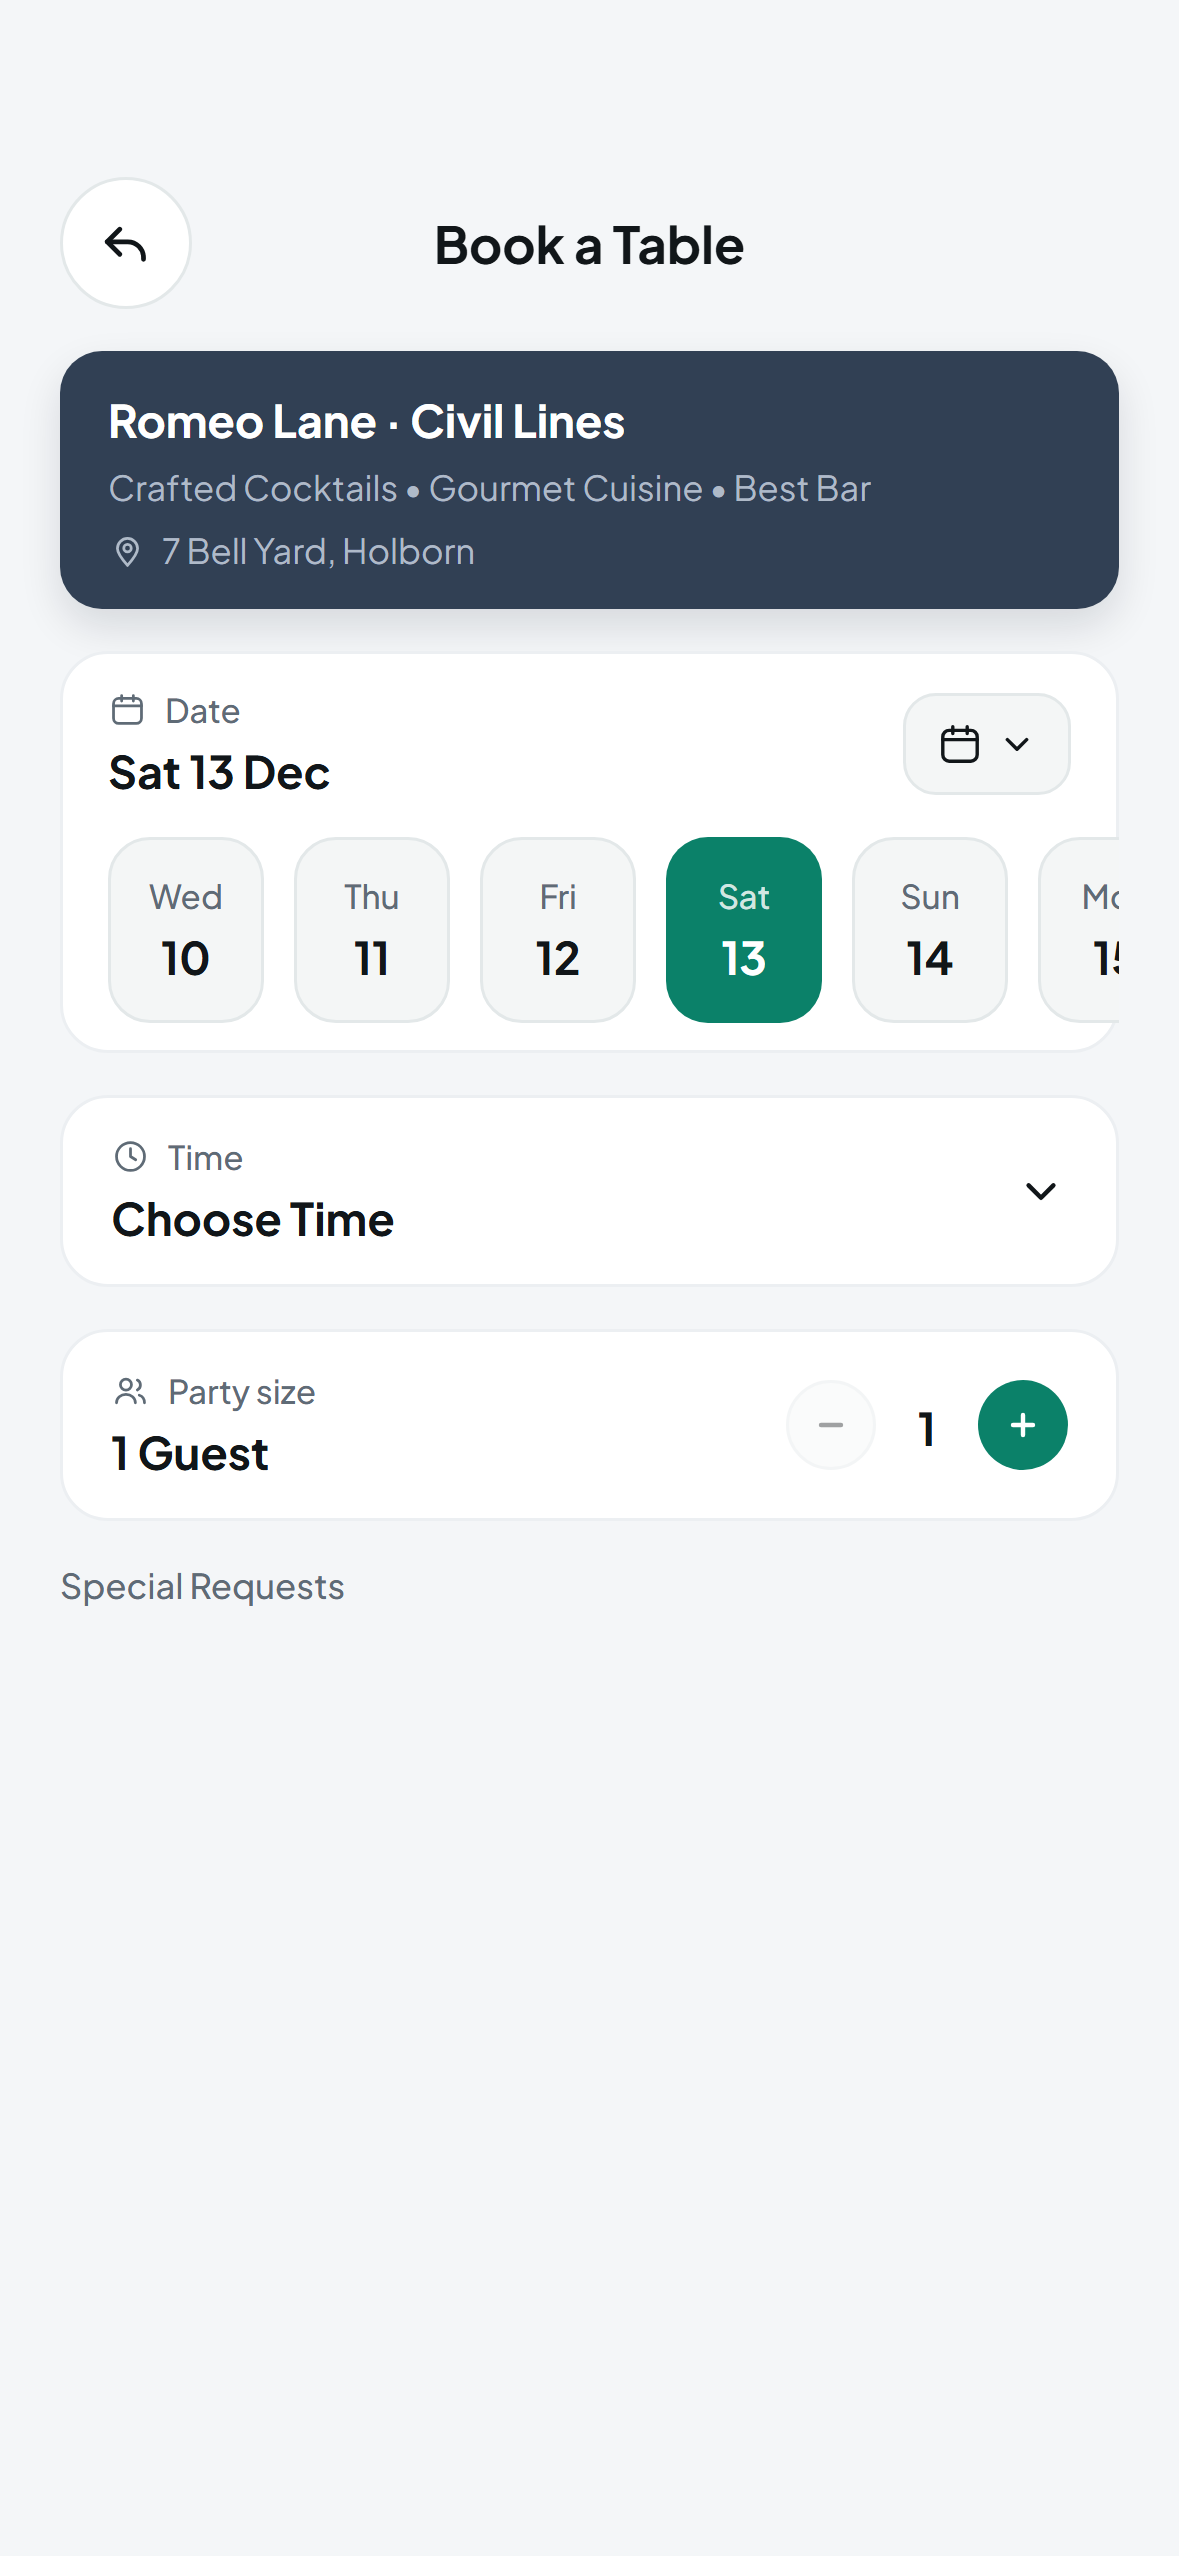 Book a Table
Romeo Lane · Civil Lines
Crafted Cocktails • Gourmet Cuisine • Best Bar
7 Bell Yard, Holborn
Date
Sat 13 Dec
Wed Thu Fri Sat Sun
10 11 12 13 14
Time
Choose Time
Party size
1 Guest
1
Special Requests